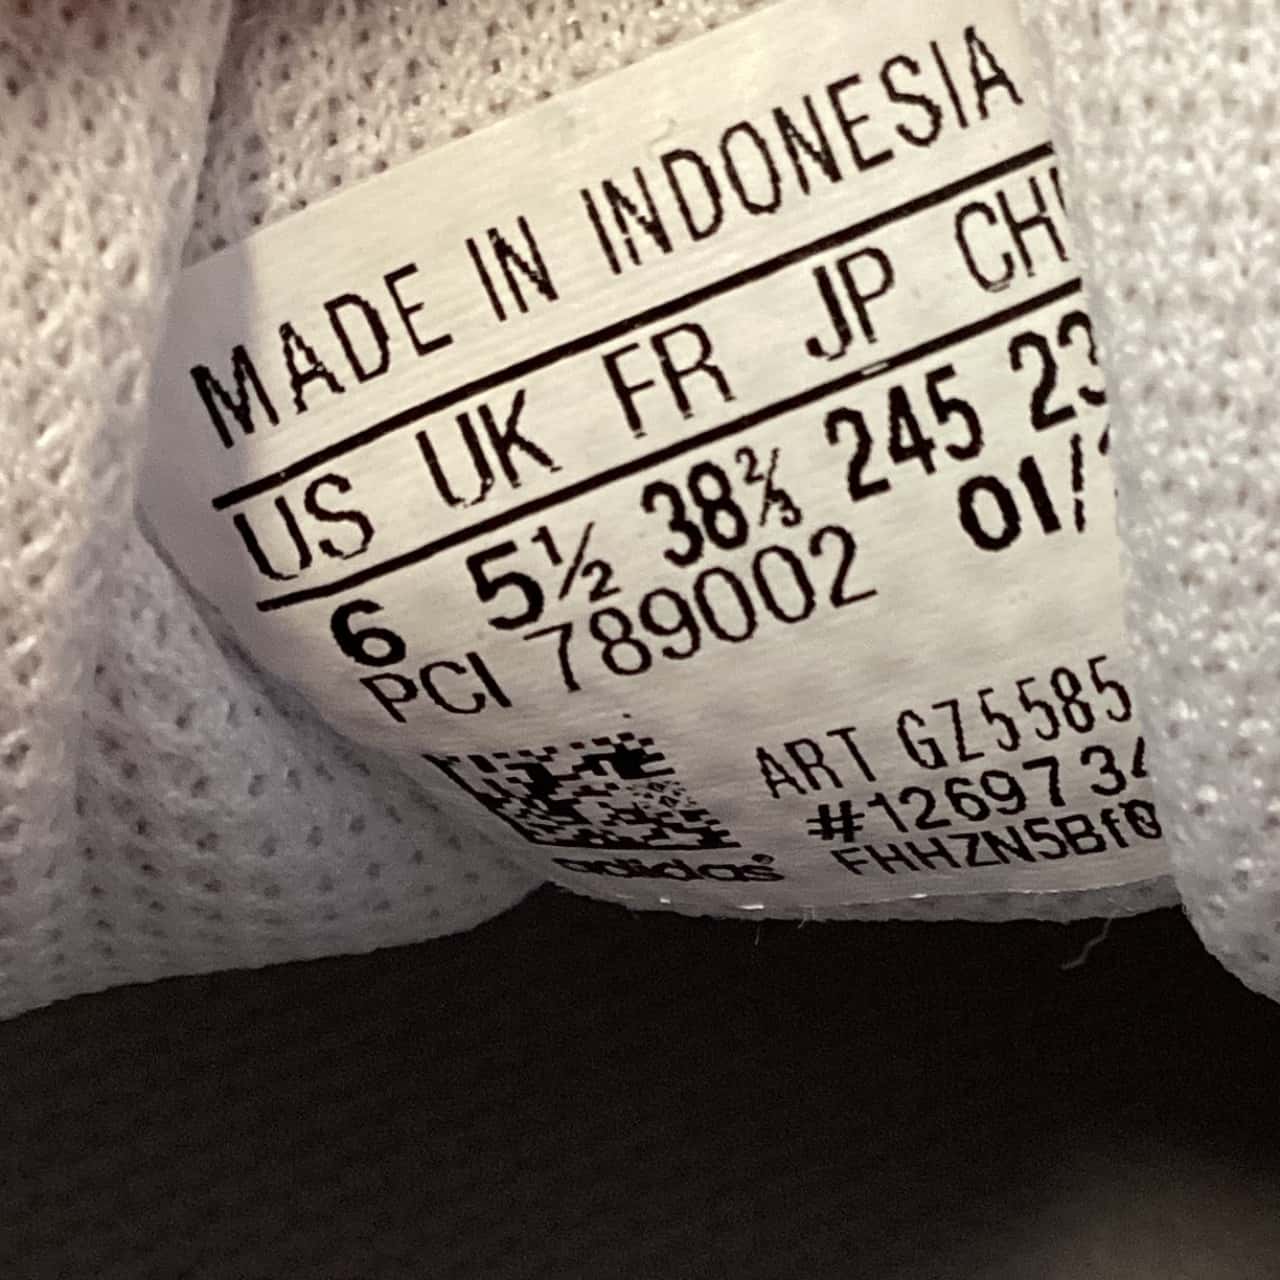 MADE IN INDONESIA
US UK FR JP
6 5½ 38⅔ 245
PCI 789002
ART GZ5585
adidas